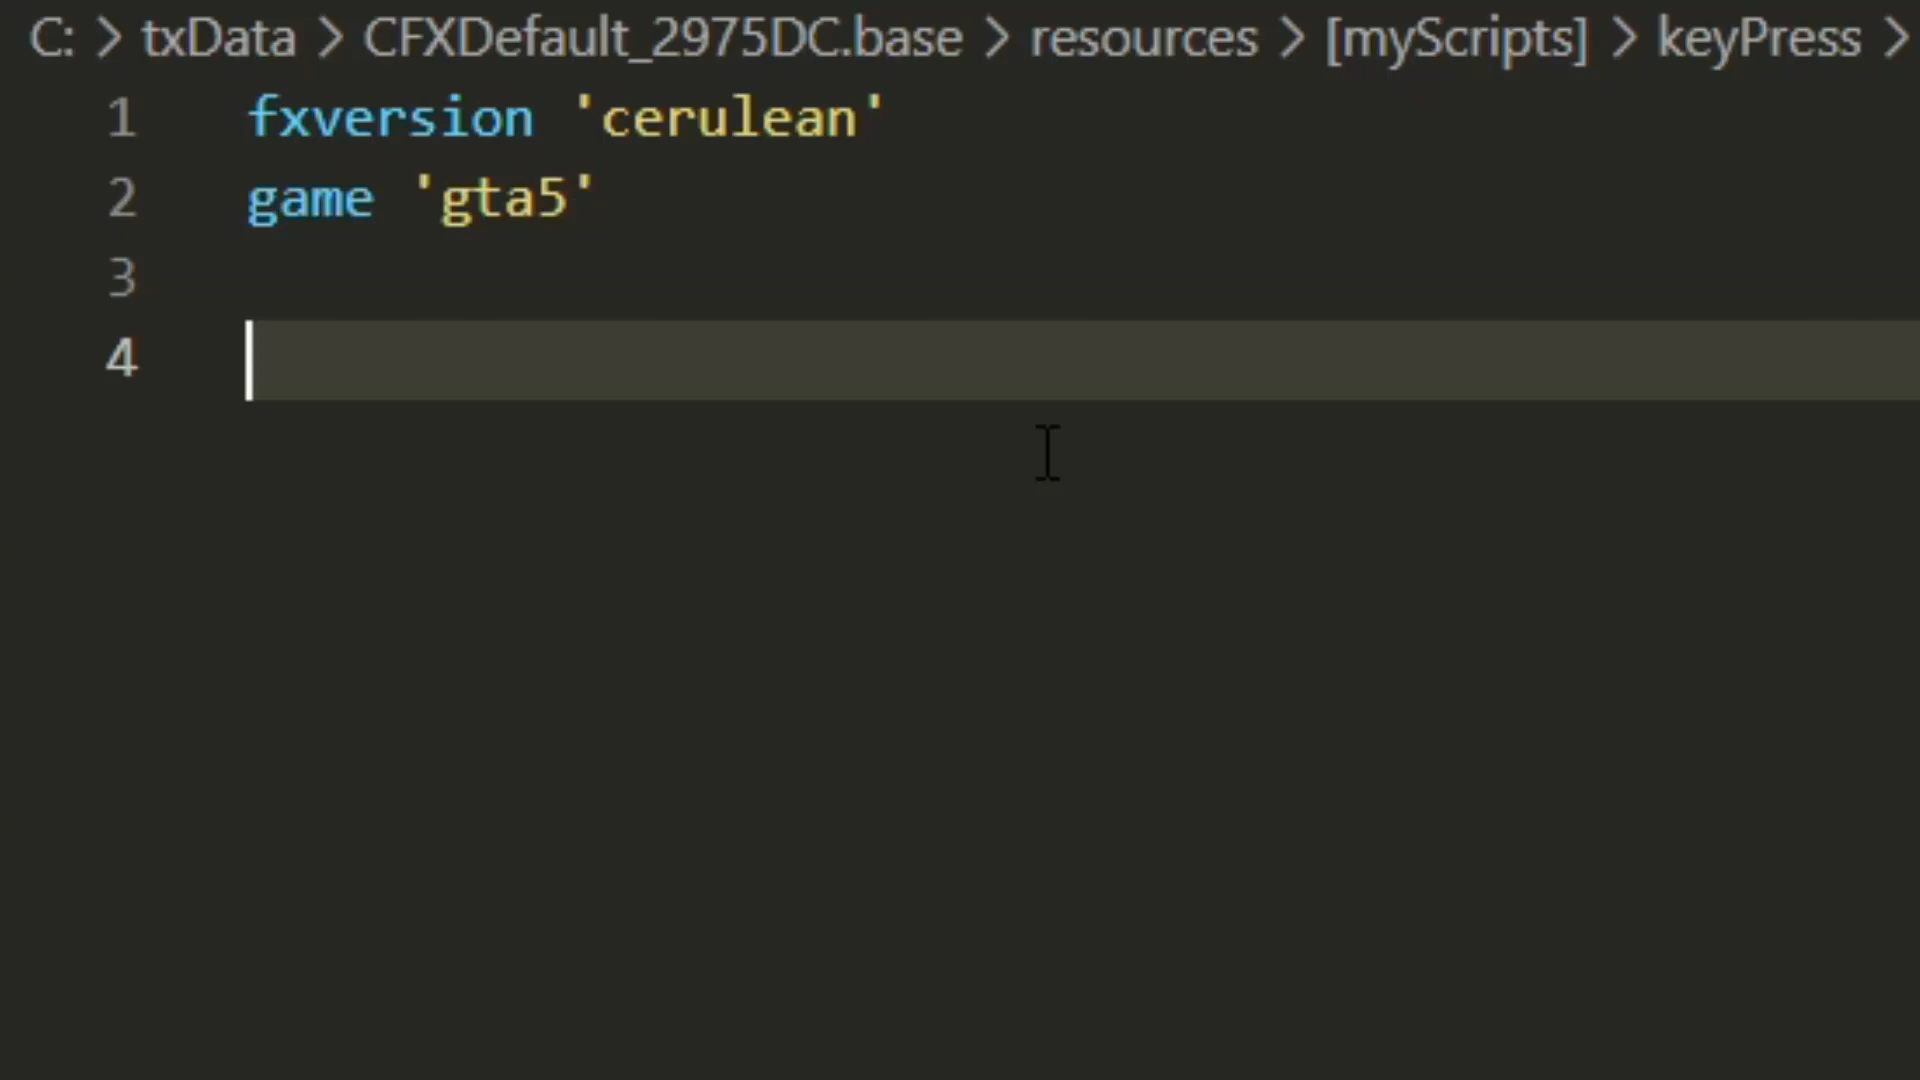 C: > txData > CFXDefault_2975DC.base > resources > [myScripts] > keyPress >
1 fxversion 'cerulean'
2 game 'gta5'
3
4